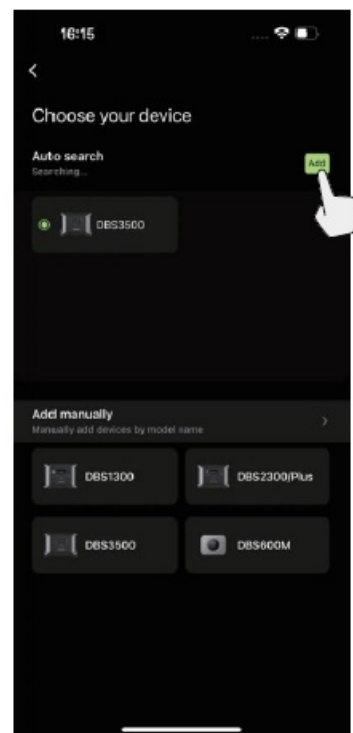 16:15
Choose your device
Auto search
Add
Searching...
DBS3500
Add manually
Manually add devices by model name
DBS1300
DBS2300/Plus
DBS3500
DBS600M